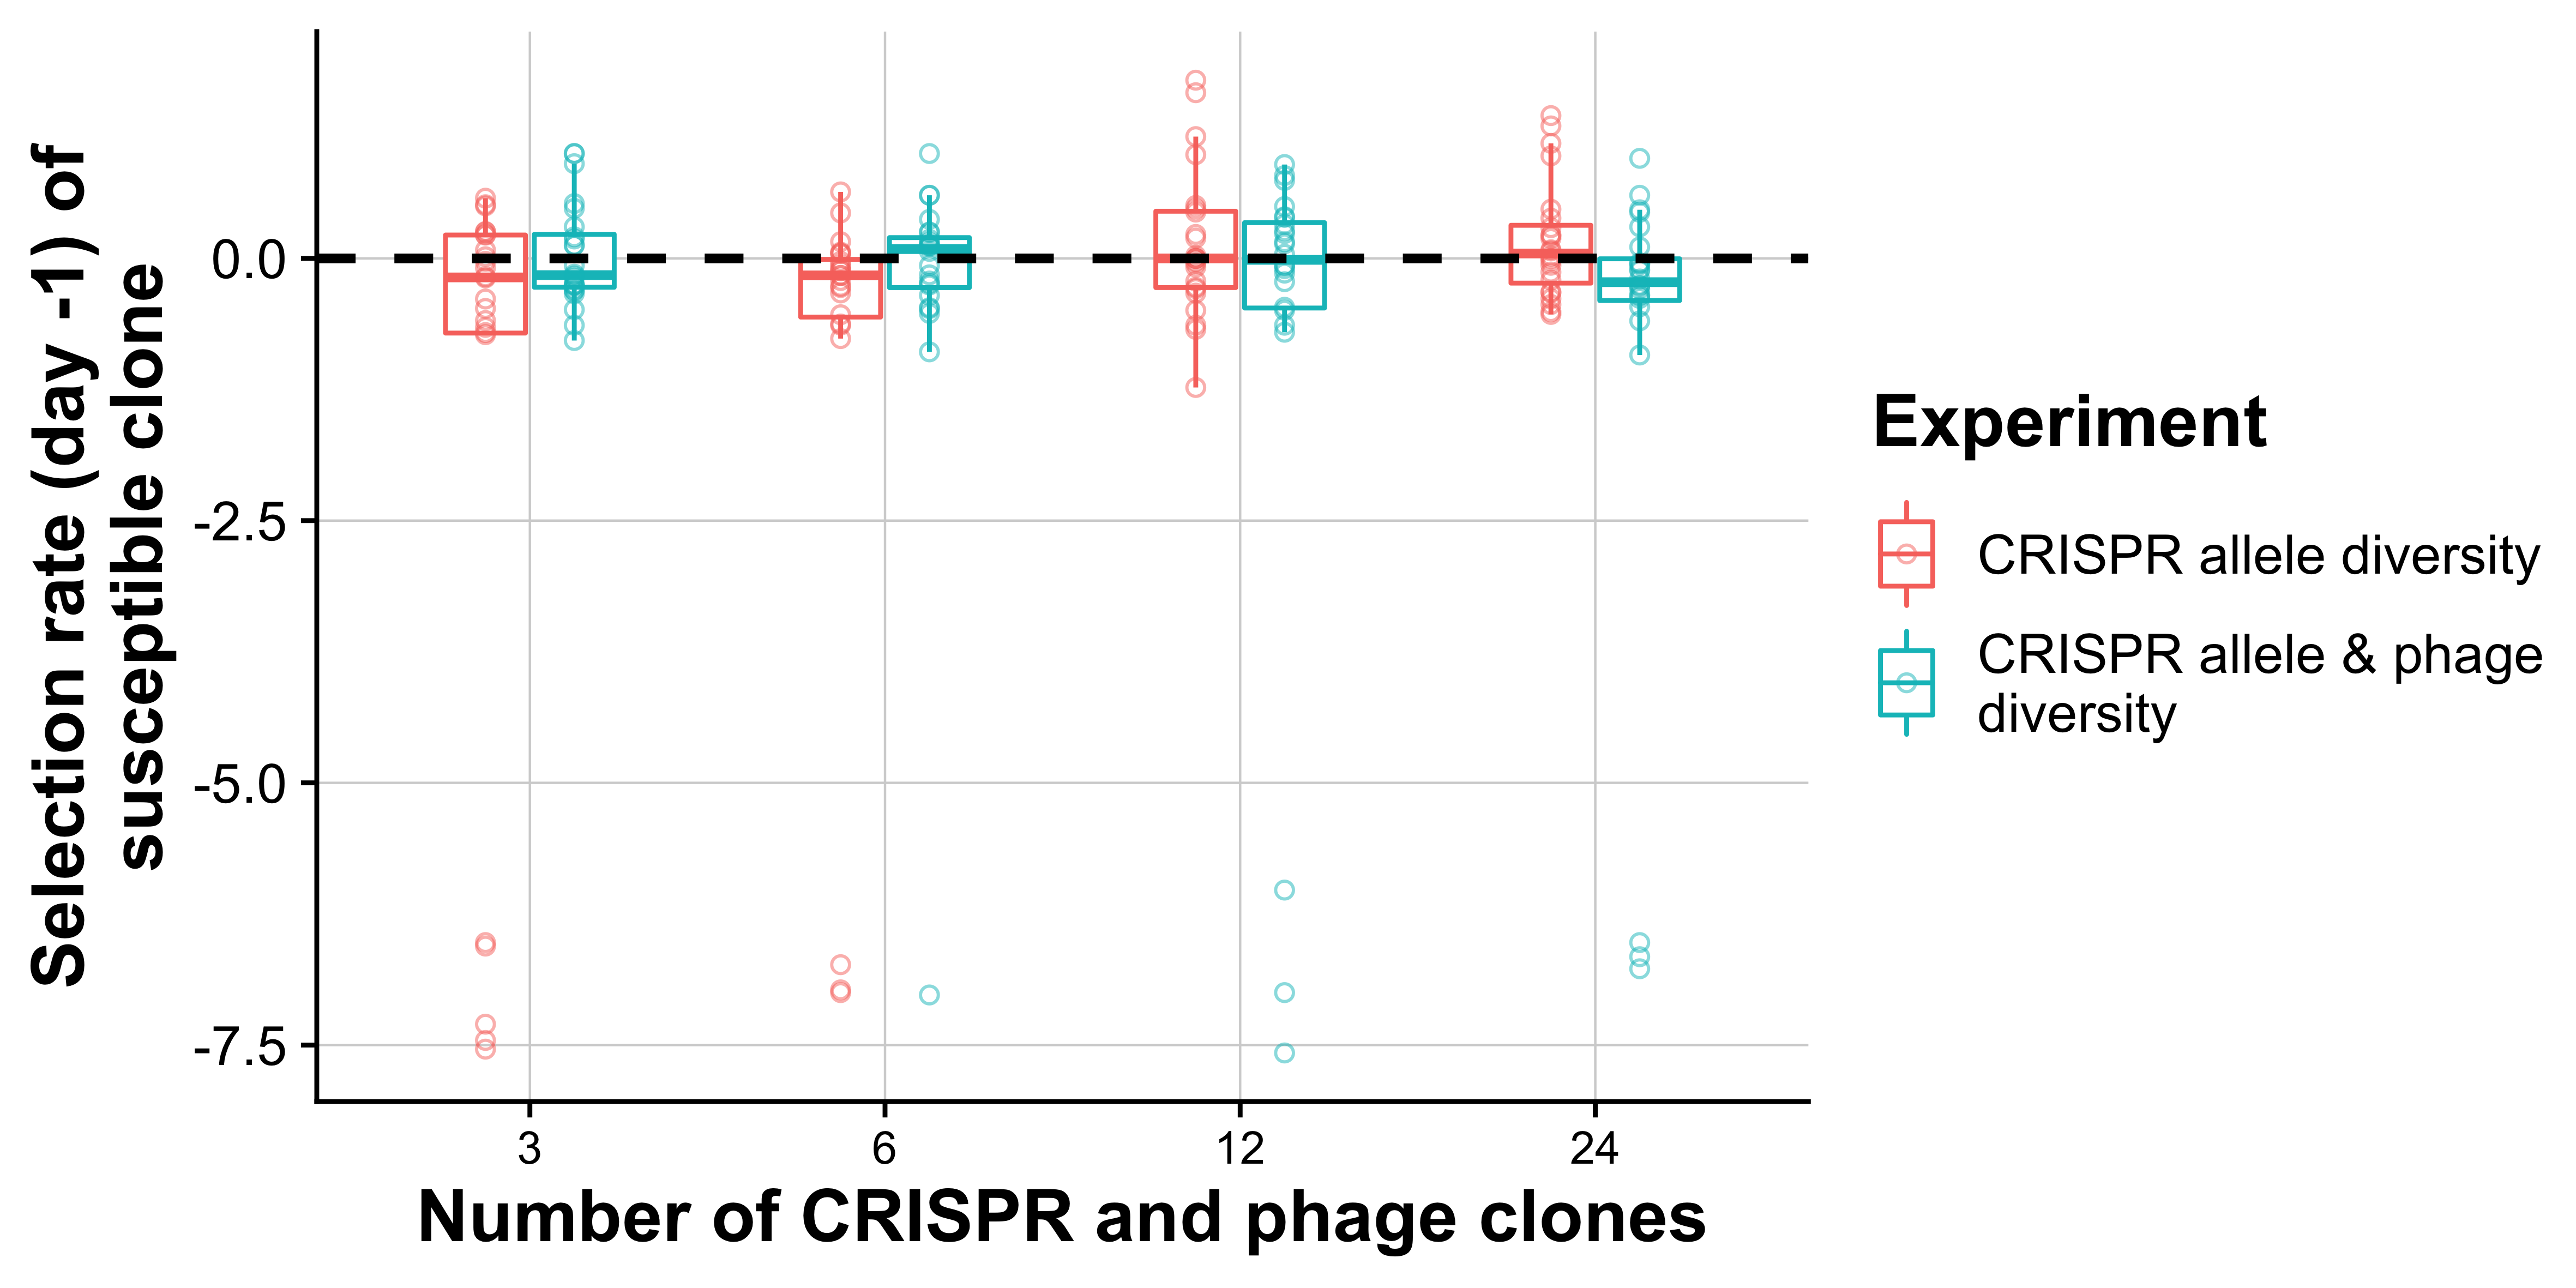 Selection rate (day -1) of
susceptible clone
0.0
-2.5
-5.0
-7.5
3
6
12
24
Number of CRISPR and phage clones
Experiment
CRISPR allele diversity
CRISPR allele & phage
diversity